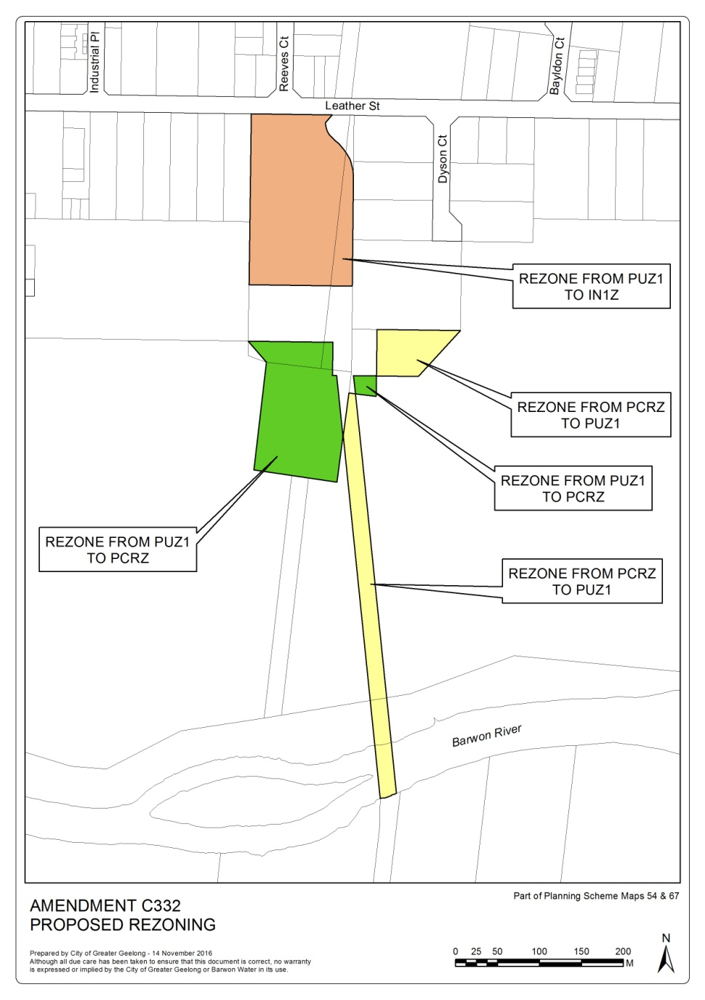 Industrial Pl
Reeves Ct
Bayldon Ct
Leather St
Dyson Ct
REZONE FROM PUZ1
TO IN1Z
REZONE FROM PCRZ
TO PUZ1
REZONE FROM PUZ1
TO PCRZ
REZONE FROM PUZ1
TO PCRZ
REZONE FROM PCRZ
TO PUZ1
Barwon River
Part of Planning Scheme Maps 54 & 67
AMENDMENT C332
PROPOSED REZONING
Prepared by City of Greater Geelong - 14 November 2016
Although all due care has been taken to ensure that this document is correct, no warranty
is expressed or implied by the City of Greater Geelong or Barwon Water in its use.
0 25 50 100 150 200
M
N